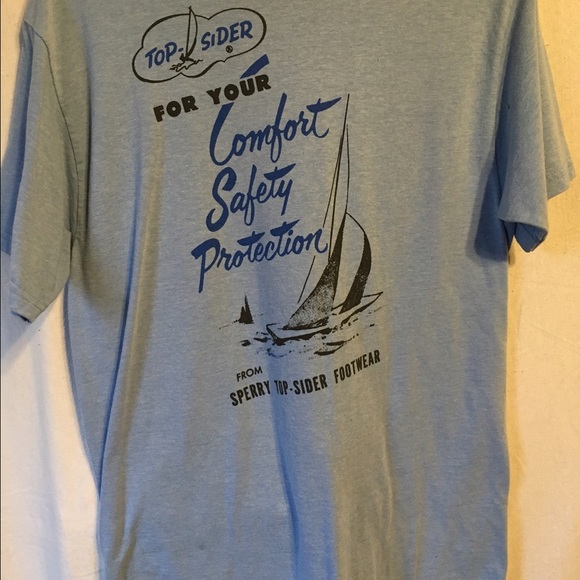 TOP-SIDER®
FOR YOUR
Comfort
Safety
Protection
FROM
SPERRY TOP-SIDER FOOTWEAR